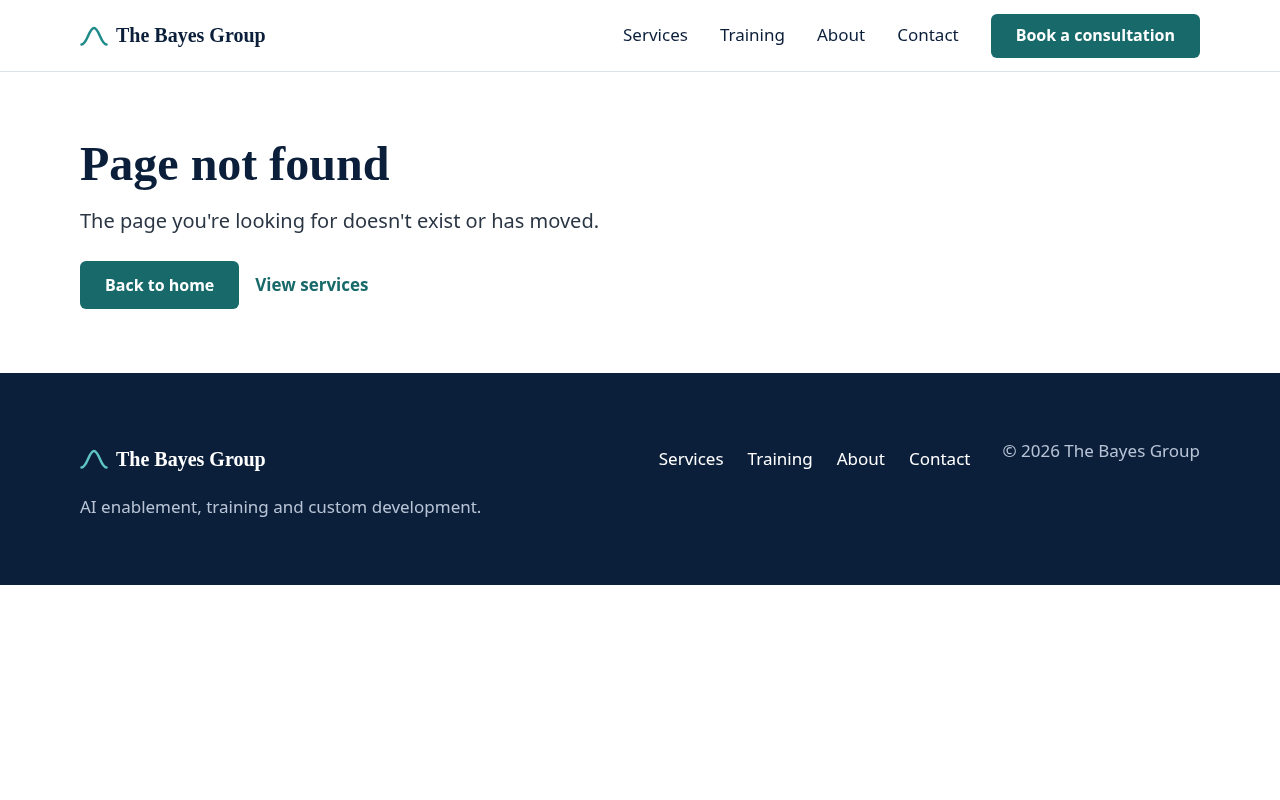 The Bayes Group
Services
Training
About
Contact
Book a consultation
Page not found
The page you're looking for doesn't exist or has moved.
Back to home
View services
The Bayes Group
AI enablement, training and custom development.
Services
Training
About
Contact
© 2026 The Bayes Group